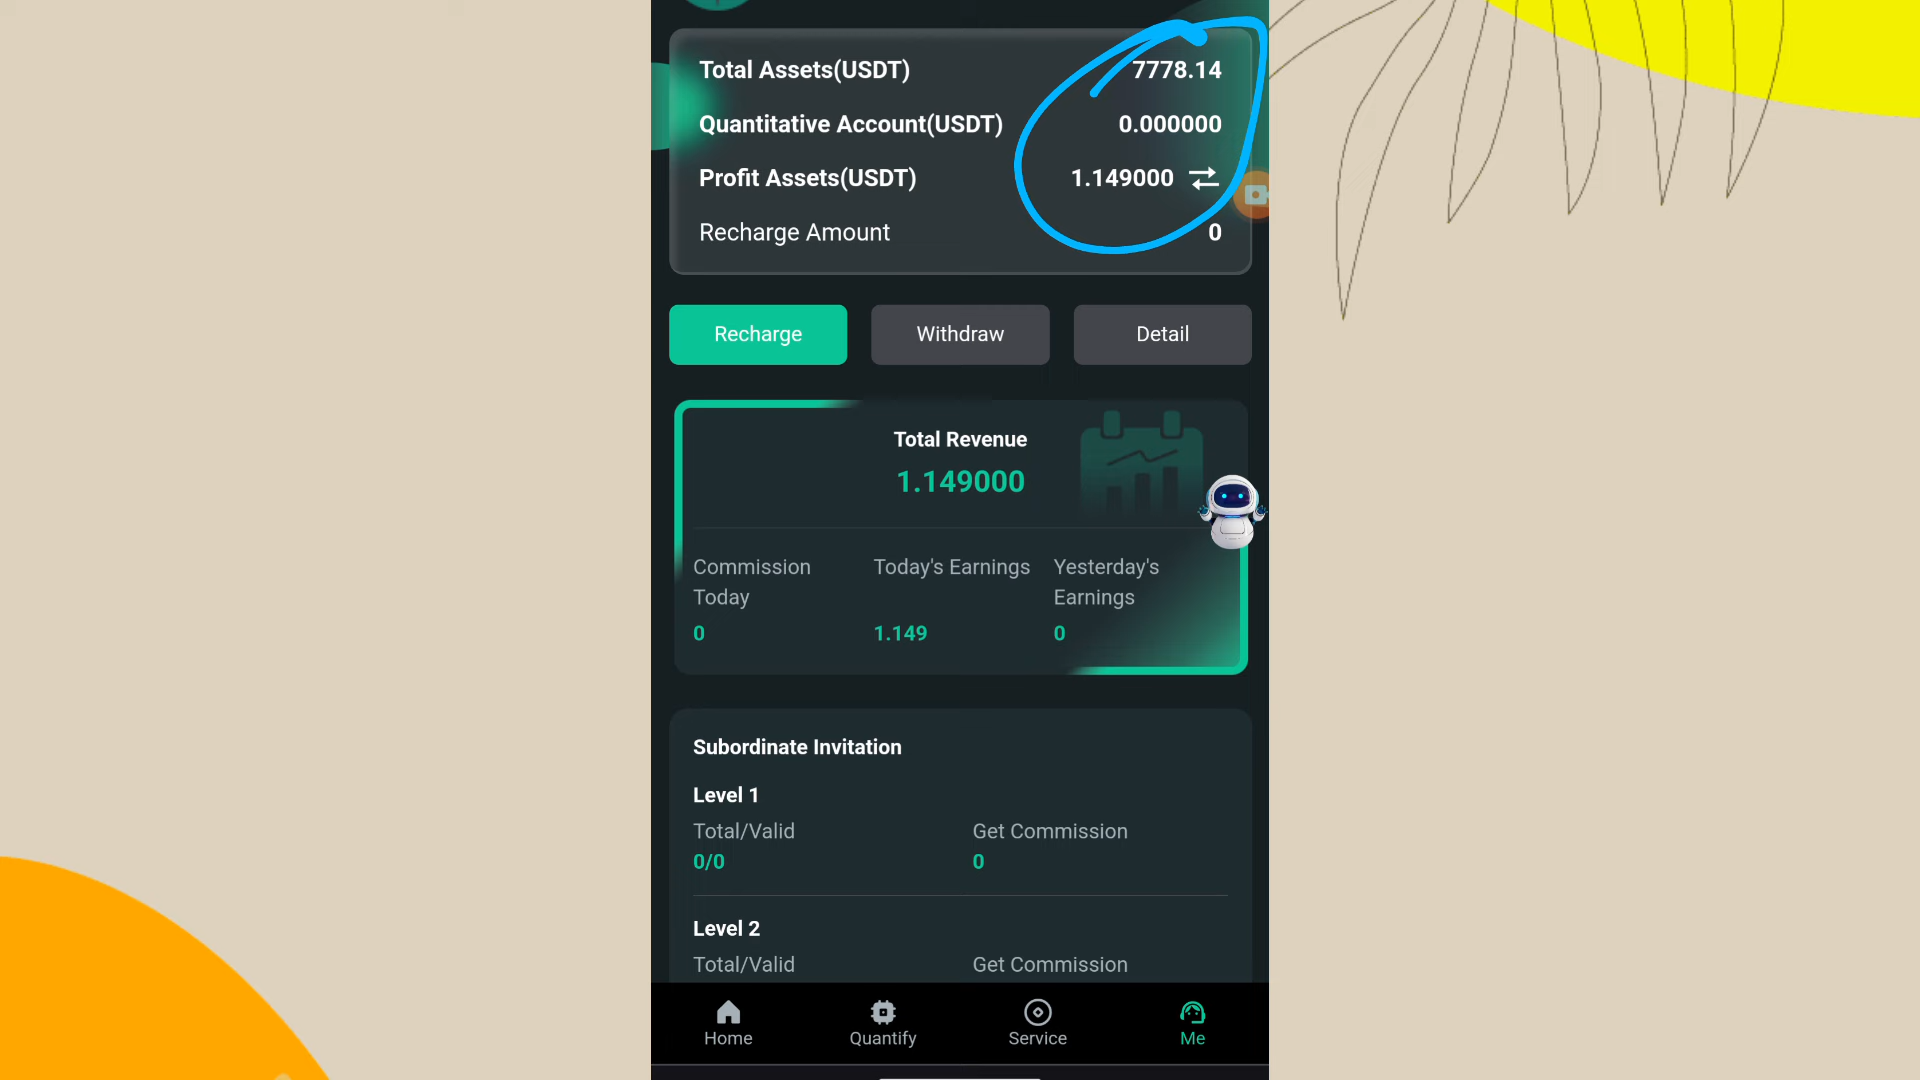 Total Assets(USDT) 7778.14
Quantitative Account(USDT) 0.000000
Profit Assets(USDT) 1.149000
Recharge Amount 0
Recharge Withdraw Detail
Total Revenue
1.149000
Commission Today Today's Earnings Yesterday's Earnings
0 1.149 0
Subordinate Invitation
Level 1
Total/Valid Get Commission
0/0 0
Level 2
Total/Valid Get Commission
Home Quantify Service Me